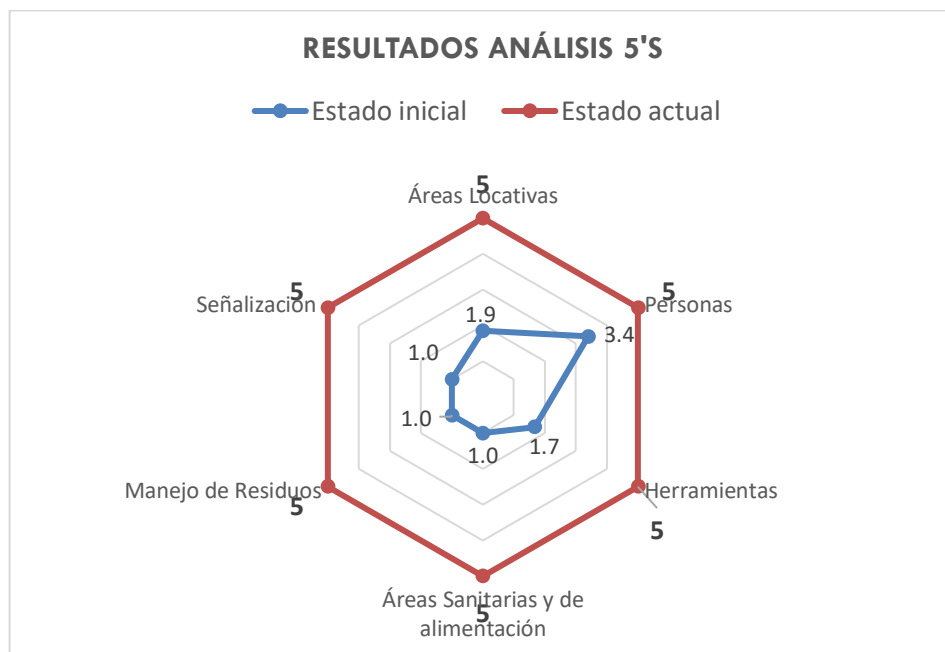 RESULTADOS ANÁLISIS 5'S
Estado inicial
Estado actual
5
Áreas Locativas
5
Señalización
5
Personas
1.9
3.4
1.0
1.0
1.0
1.7
Manejo de Residuos
5
Herramientas
5
Áreas Sanitarias y de
alimentación
5